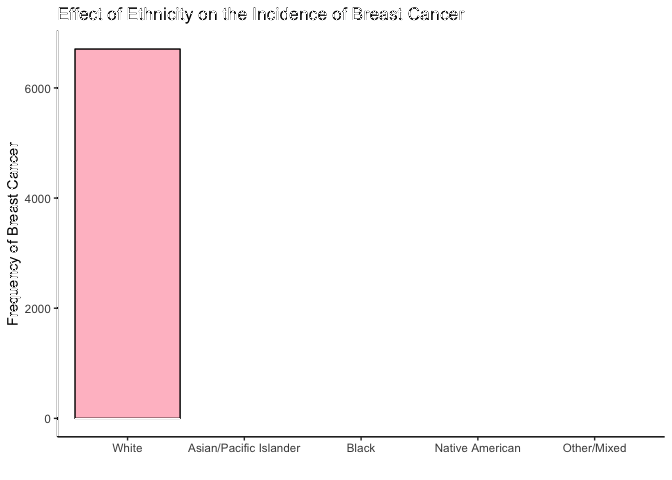 Effect of Ethnicity on the Incidence of Breast Cancer
Frequency of Breast Cancer
6000
4000
2000
0
White Asian/Pacific Islander Black Native American Other/Mixed